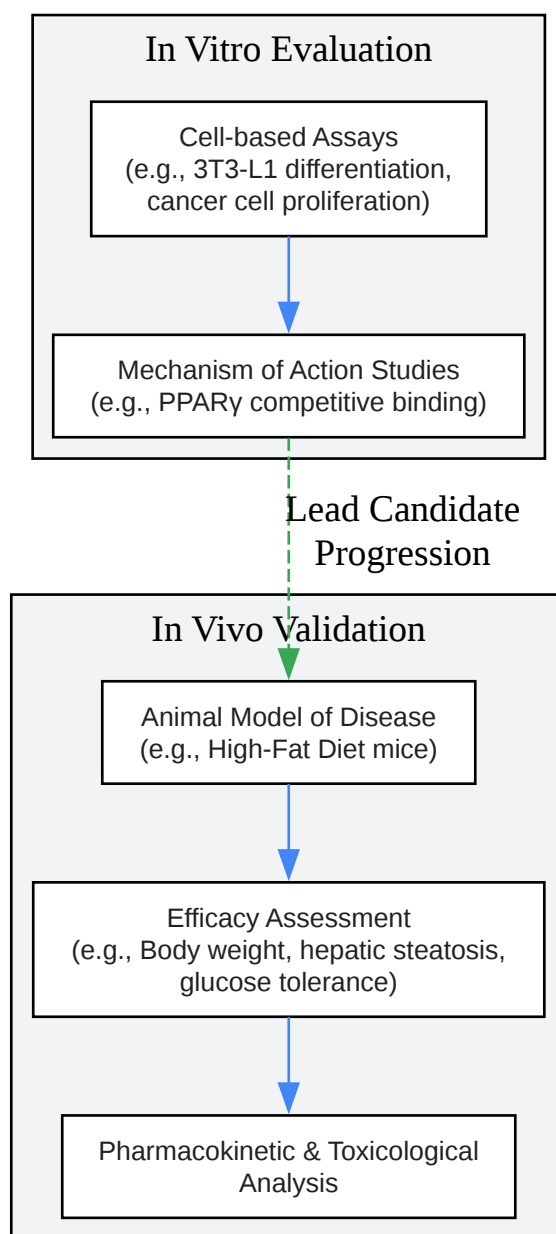 In Vitro Evaluation
Cell-based Assays
(e.g., 3T3-L1 differentiation,
cancer cell proliferation)
Mechanism of Action Studies
(e.g., PPARγ competitive binding)
Lead Candidate
Progression
In Vivo Validation
Animal Model of Disease
(e.g., High-Fat Diet mice)
Efficacy Assessment
(e.g., Body weight, hepatic steatosis,
glucose tolerance)
Pharmacokinetic & Toxicological
Analysis